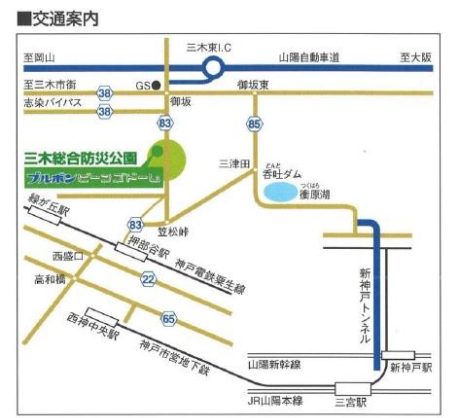 ■交通案内
三木東I.C
至岡山
山陽自動車道
至大阪
至三木市街
38
GS
御坂
御坂東
志染バイパス
38
83
85
三木総合防災公園
ブルボンビーンズドーム
三津田
どんど
呑吐ダム
つくはら
衝原湖
緑が丘駅
83
笠松峠
押部谷駅
神戸電鉄粟生線
西盛口
22
高和橋
65
新神戸トンネル
西神中央駅
神戸市営地下鉄
山陽新幹線
新神戸駅
JR山陽本線
三宮駅